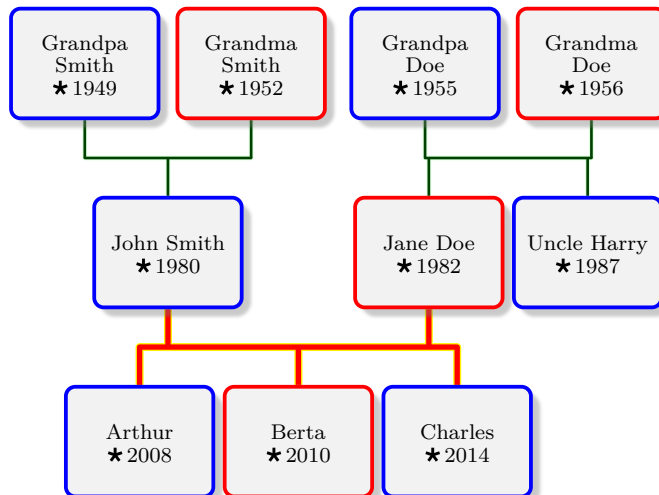 Grandpa
Smith
★ 1949
Grandma
Smith
★ 1952
Grandpa
Doe
★ 1955
Grandma
Doe
★ 1956
John Smith
★ 1980
Jane Doe
★ 1982
Uncle Harry
★ 1987
Arthur
★ 2008
Berta
★ 2010
Charles
★ 2014